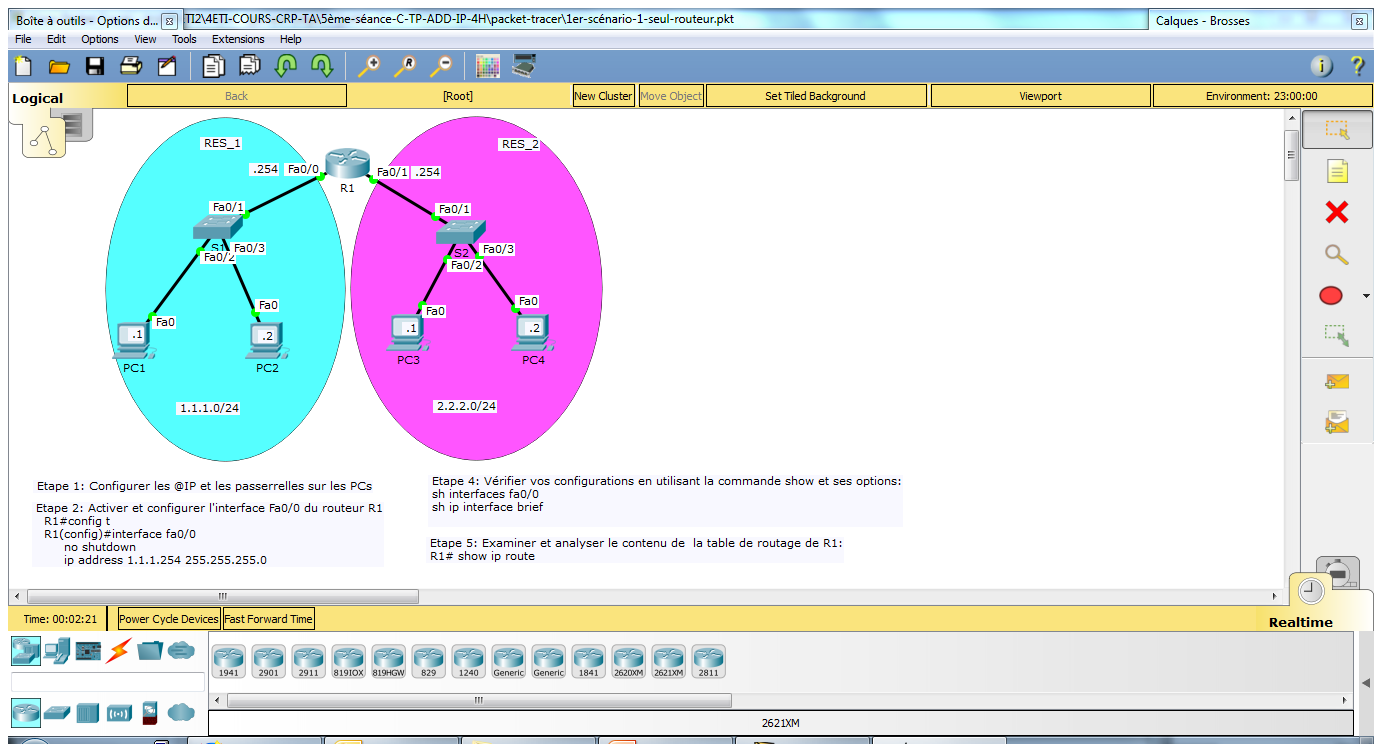 Boîte à outils - Options d...
TI2\4ETI-COURS-CRP-TA\5ème-séance-C-TP-ADD-IP-4H\packet-tracer\1er-scénario-1-seul-routeur.pkt
Calques - Brosses
File Edit Options View Tools Extensions Help
Logical
Back
[Root]
New Cluster
Move Object
Set Tiled Background
Viewport
Environment: 23:00:00
RES_1
RES_2
.254 Fa0/0
Fa0/1 .254
R1
Fa0/1
Fa0/1
S1
Fa0/3
Fa0/2
S2
Fa0/3
Fa0/2
Fa0
Fa0
Fa0
Fa0
.1
.2
.1
.2
PC1
PC2
PC3
PC4
1.1.1.0/24
2.2.2.0/24
Etape 1: Configurer les @IP et les passerrelles sur les PCs
Etape 2: Activer et configurer l'interface Fa0/0 du routeur R1
R1#config t
R1(config)#interface fa0/0
no shutdown
ip address 1.1.1.254 255.255.255.0
Etape 4: Vérifier vos configurations en utilisant la commande show et ses options:
sh interfaces fa0/0
sh ip interface brief
Etape 5: Examiner et analyser le contenu de la table de routage de R1:
R1# show ip route
Time: 00:02:21
Power Cycle Devices
Fast Forward Time
Realtime
1941
2901
2911
819IOX
819HGW
829
1240
Generic
Generic
1841
2620XM
2621XM
2811
2621XM